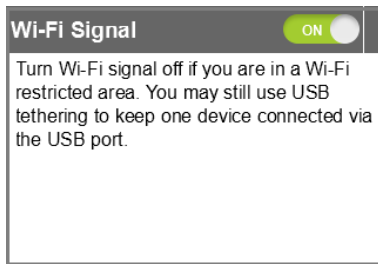 Wi-Fi Signal ON
Turn Wi-Fi signal off if you are in a Wi-Fi
restricted area. You may still use USB
tethering to keep one device connected via
the USB port.